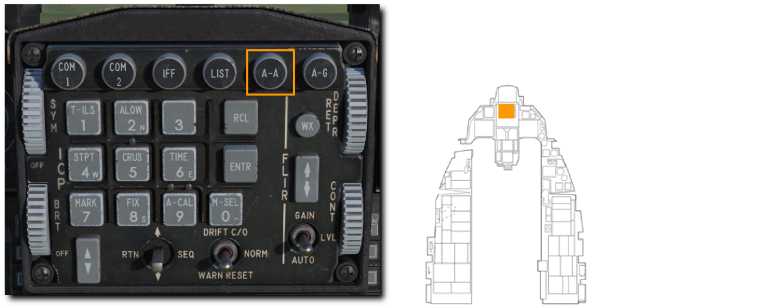 COM 1
COM 2
IFF
LIST
A-A
A-G
SYM
T-ILS 1
ALOW 2 N
3
RCL
WX
RET DEPR
OFF
ICP
STPT 4 W
CRUS 5
TIME 6 E
ENTR
FLIR
CONT
BRT
MARK 7
FIX 8 S
A-CAL 9
M-SEL 0 -
GAIN
LVL
AUTO
OFF
RTN
SEQ
DRIFT C/O
NORM
WARN RESET